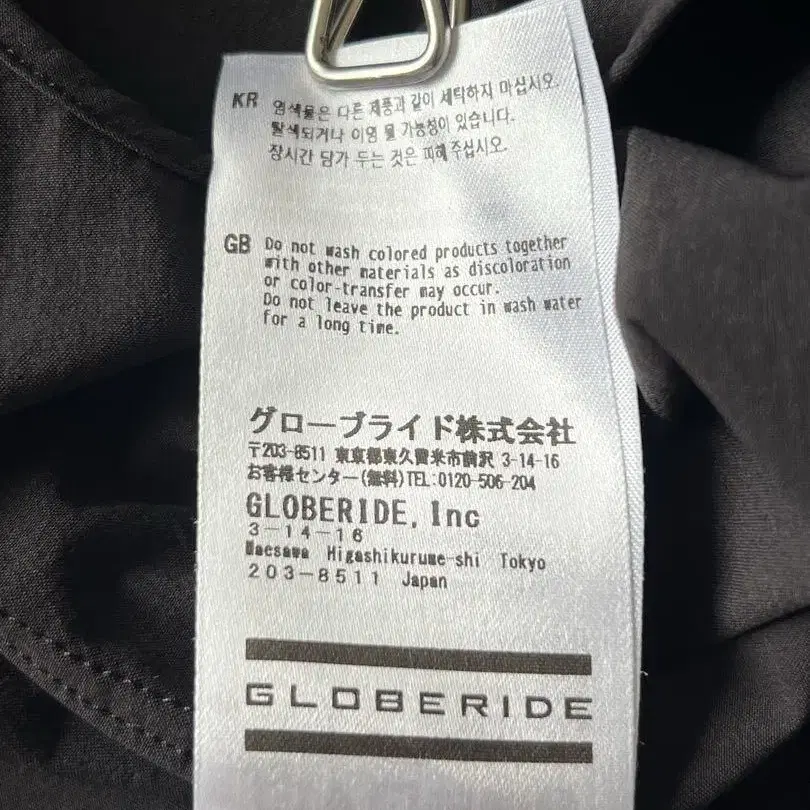 KR 염색물은 다른 제품과 같이 세탁하지 마십시오.
탈색되거나 이염 될 가능성이 있습니다.
장시간 담가 두는 것은 피해 주십시오.
GB Do not wash colored products together
with other materials as discoloration
or color-transfer may occur.
Do not leave the product in wash water
for a long time.
グローブライド株式会社
〒203-8511 東京都東久留米市前沢 3-14-16
お客様センター(無料)TEL:0120-506-204
GLOBERIDE, Inc
3-14-16
Maesawa Higashikurume-shi Tokyo
203-8511 Japan
GLOBERIDE